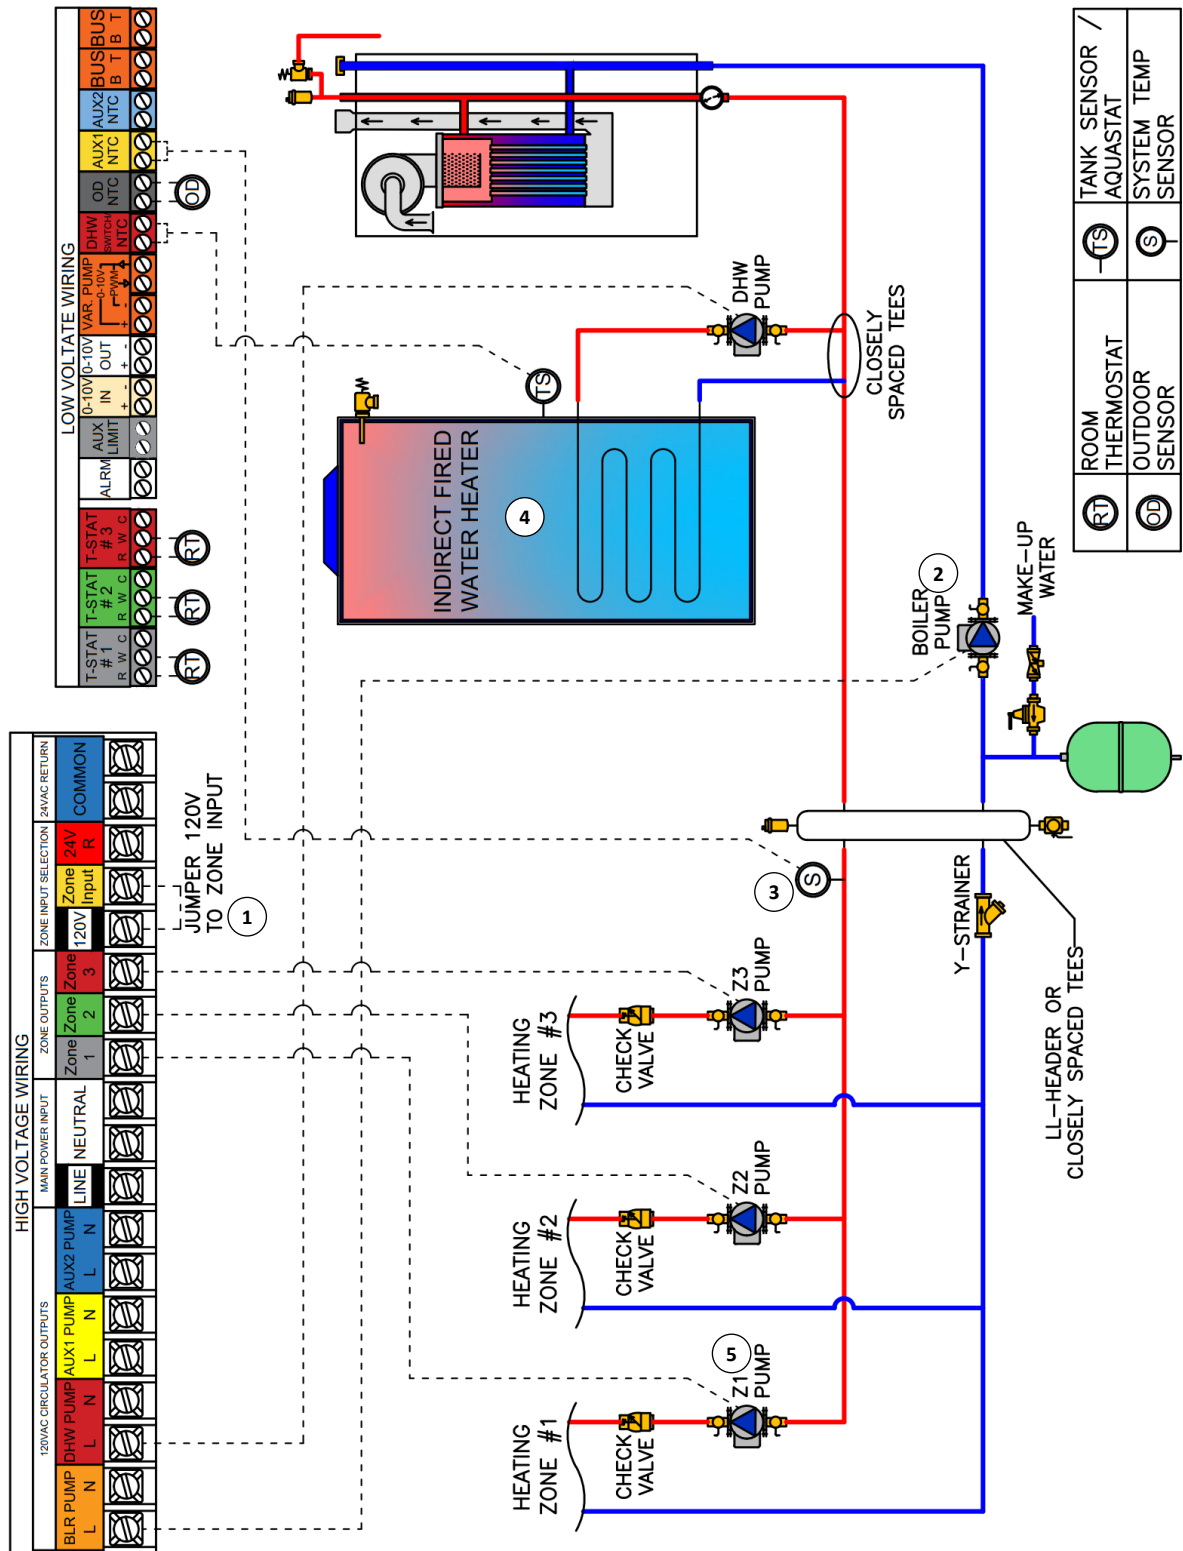 HIGH VOLTAGE WIRING
120VAC CIRCULATOR OUTPUTS
MAIN POWER INPUT
ZONE OUTPUTS
ZONE INPUT SELECTION
24VAC RETURN
BLR PUMP
L N
DHW PUMP
L N
AUX1 PUMP
L N
AUX2 PUMP
L N
LINE
NEUTRAL
Zone
1
Zone
2
Zone
3
120V
Zone
Input
24V
R
COMMON
LOW VOLTATE WIRING
T-STAT
# 1
R W C
T-STAT
# 2
R W C
T-STAT
# 3
R W C
ALRM
AUX
LIMIT
0-10V
IN
+ -
0-10V
OUT
+ -
VAR. PUMP
0-10V
PWM
+ -
DHW
SWITCH/
NTC
OD
NTC
AUX1
NTC
AUX2
NTC
BUS
B T
BUS
B T
RT
RT
RT
OD
JUMPER 120V
TO ZONE INPUT
1
INDIRECT FIRED
WATER HEATER
4
TS
DHW
PUMP
CLOSELY
SPACED TEES
BOILER
PUMP
2
MAKE-UP
WATER
S
3
Y-STRAINER
LL-HEADER OR
CLOSELY SPACED TEES
HEATING
ZONE #1
CHECK
VALVE
Z1
PUMP
5
HEATING
ZONE #2
CHECK
VALVE
Z2
PUMP
HEATING
ZONE #3
CHECK
VALVE
Z3
PUMP
RT
ROOM
THERMOSTAT
TS
TANK SENSOR /
AQUASTAT
OD
OUTDOOR
SENSOR
S
SYSTEM TEMP
SENSOR